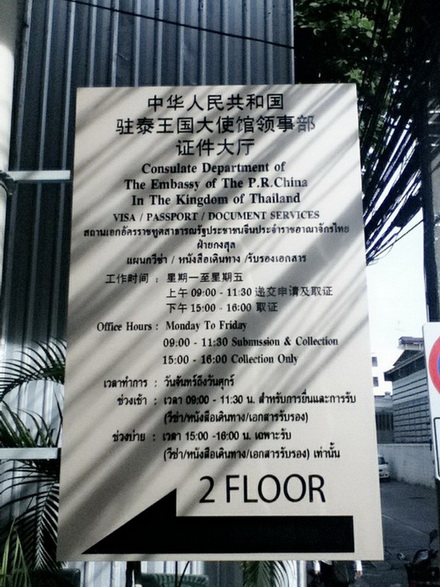 中华人民共和国
驻泰王国大使馆领事部
证件大厅
Consulate Department of
The Embassy of The P.R.China
In The Kingdom of Thailand
VISA / PASSPORT / DOCUMENT SERVICES
สถานเอกอัครราชทูตสาธารณรัฐประชาชนจีนประจำราชอาณาจักรไทย
ฝ่ายกงสุล
แผนกวีซ่า / หนังสือเดินทาง /รับรองเอกสาร
工作时间 : 星期一至星期五
上午 09:00 - 11:30 递交申请及取证
下午 15:00 - 16:00 取证
Office Hours : Monday To Friday
09:00 - 11:30 Submission & Collection
15:00 - 16:00 Collection Only
เวลาทำการ : วันจันทร์ถึงวันศุกร์
ช่วงเช้า : เวลา 09:00 - 11:30 น. สำหรับการยื่นและการรับ
(วีซ่า/หนังสือเดินทาง/เอกสารรับรอง)
ช่วงบ่าย : เวลา 15:00 -16:00 น. เฉพาะรับ
(วีซ่า/หนังสือเดินทาง/เอกสารรับรอง) เท่านั้น
2 FLOOR